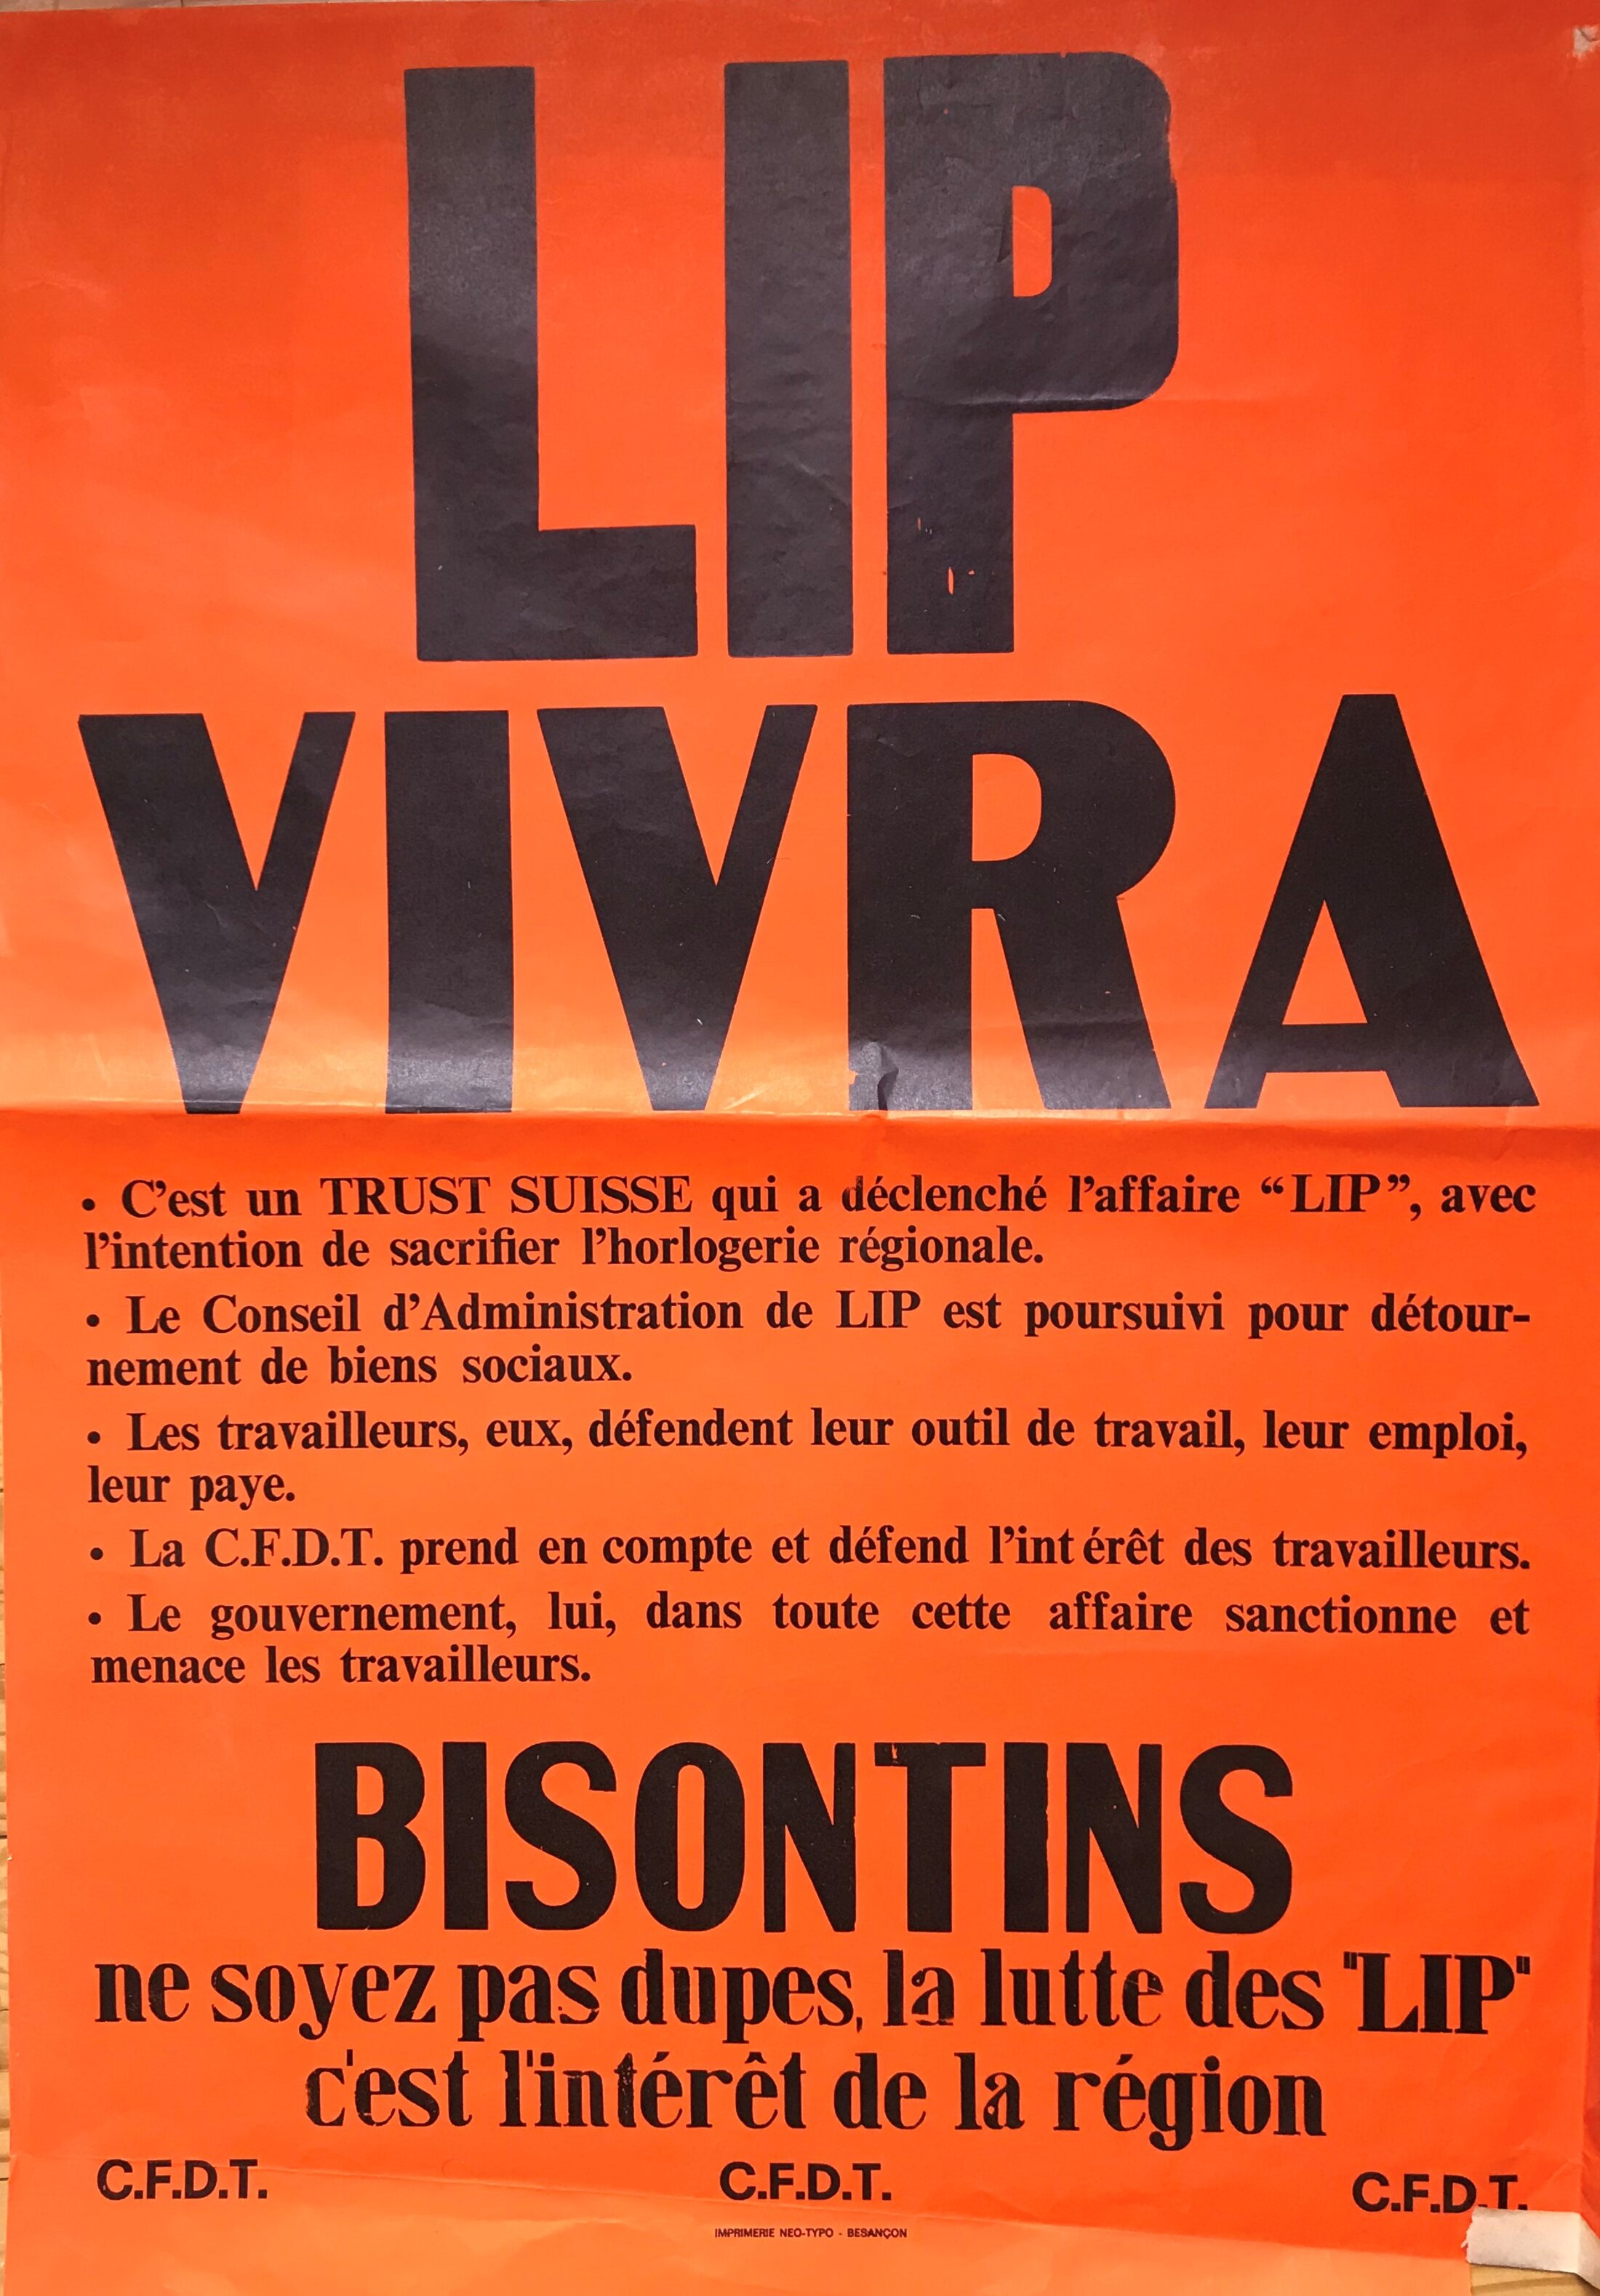 LIP
VIVRA
• C’est un TRUST SUISSE qui a déclenché l’affaire “LIP”, avec
l’intention de sacrifier l’horlogerie régionale.
• Le Conseil d’Administration de LIP est poursuivi pour détour-
nement de biens sociaux.
• Les travailleurs, eux, défendent leur outil de travail, leur emploi,
leur paye.
• La C.F.D.T. prend en compte et défend l’intérêt des travailleurs.
• Le gouvernement, lui, dans toute cette affaire sanctionne et
menace les travailleurs.
BISONTINS
ne soyez pas dupes, la lutte des "LIP"
c'est l'intérêt de la région
C.F.D.T. C.F.D.T. C.F.D.T.
IMPRIMERIE NEO-TYPO - BESANÇON